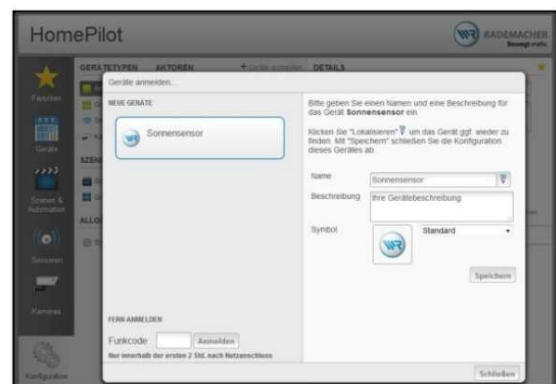 HomePilot
RADEMACHER
GERÄTETYPEN AKTOREN + Geräte anmelden... DETAILS
Favoriten
Geräte
Szenen & Automation
Sensoren
Kameras
Konfiguration
Geräte anmelden...
NEUE GERÄTE
Sonnensensor
FERN ANMELDEN
Funkcode Anmelden
Nur innerhalb der ersten 2 Std. nach Netzanschluss
Bitte geben Sie einen Namen und eine Beschreibung für
das Gerät Sonnensensor ein.
Klicken Sie "Lokalisieren" um das Gerät ggf. wieder zu
finden. Mit "Speichern" schließen Sie die Konfiguration
dieses Gerätes ab.
Name Sonnensensor
Beschreibung Ihre Gerätebeschreibung
Symbol Standard
Speichern
Schließen